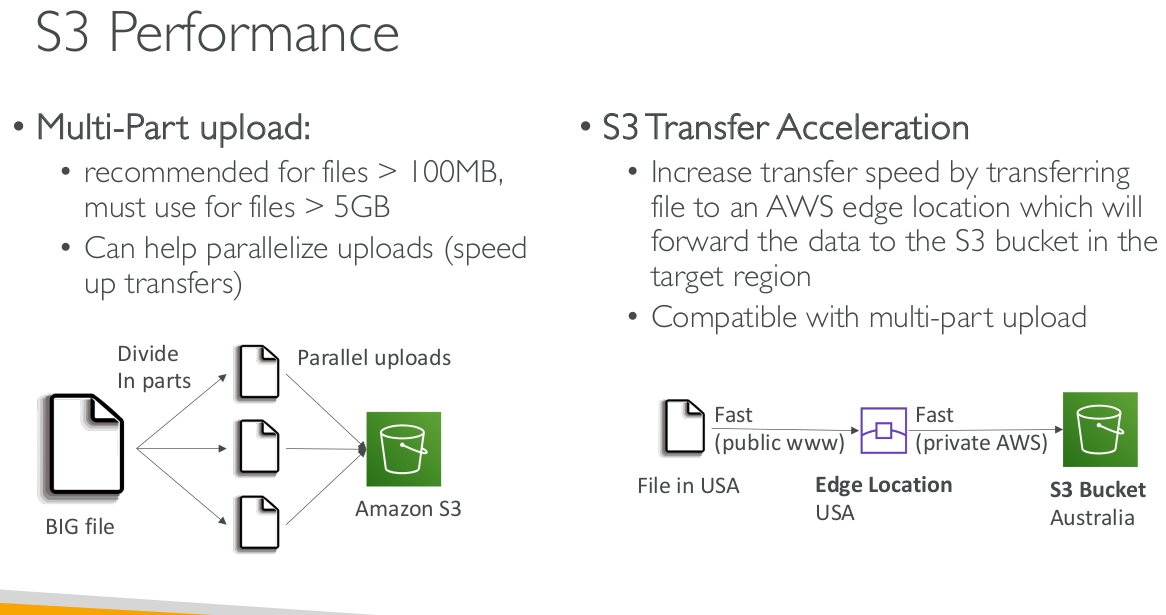 S3 Performance
• Multi-Part upload:
• recommended for files > 100MB,
must use for files > 5GB
• Can help parallelize uploads (speed
up transfers)
Divide
In parts
Parallel uploads
BIG file
Amazon S3
• S3 Transfer Acceleration
• Increase transfer speed by transferring
file to an AWS edge location which will
forward the data to the S3 bucket in the
target region
• Compatible with multi-part upload
Fast
(public www)
Fast
(private AWS)
File in USA
Edge Location
USA
S3 Bucket
Australia